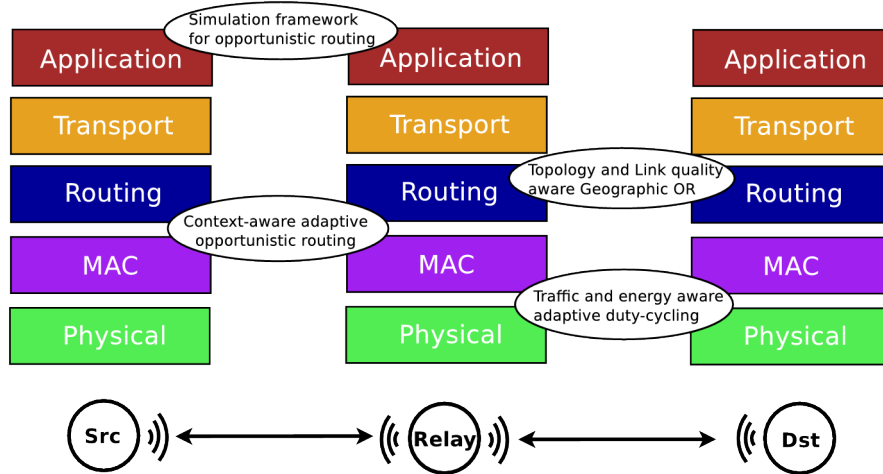 Simulation framework
for opportunistic routing
Application
Application
Application
Transport
Transport
Transport
Topology and Link quality
aware Geographic OR
Routing
Routing
Routing
Context-aware adaptive
opportunistic routing
MAC
MAC
MAC
Traffic and energy aware
adaptive duty-cycling
Physical
Physical
Physical
Src
Relay
Dst